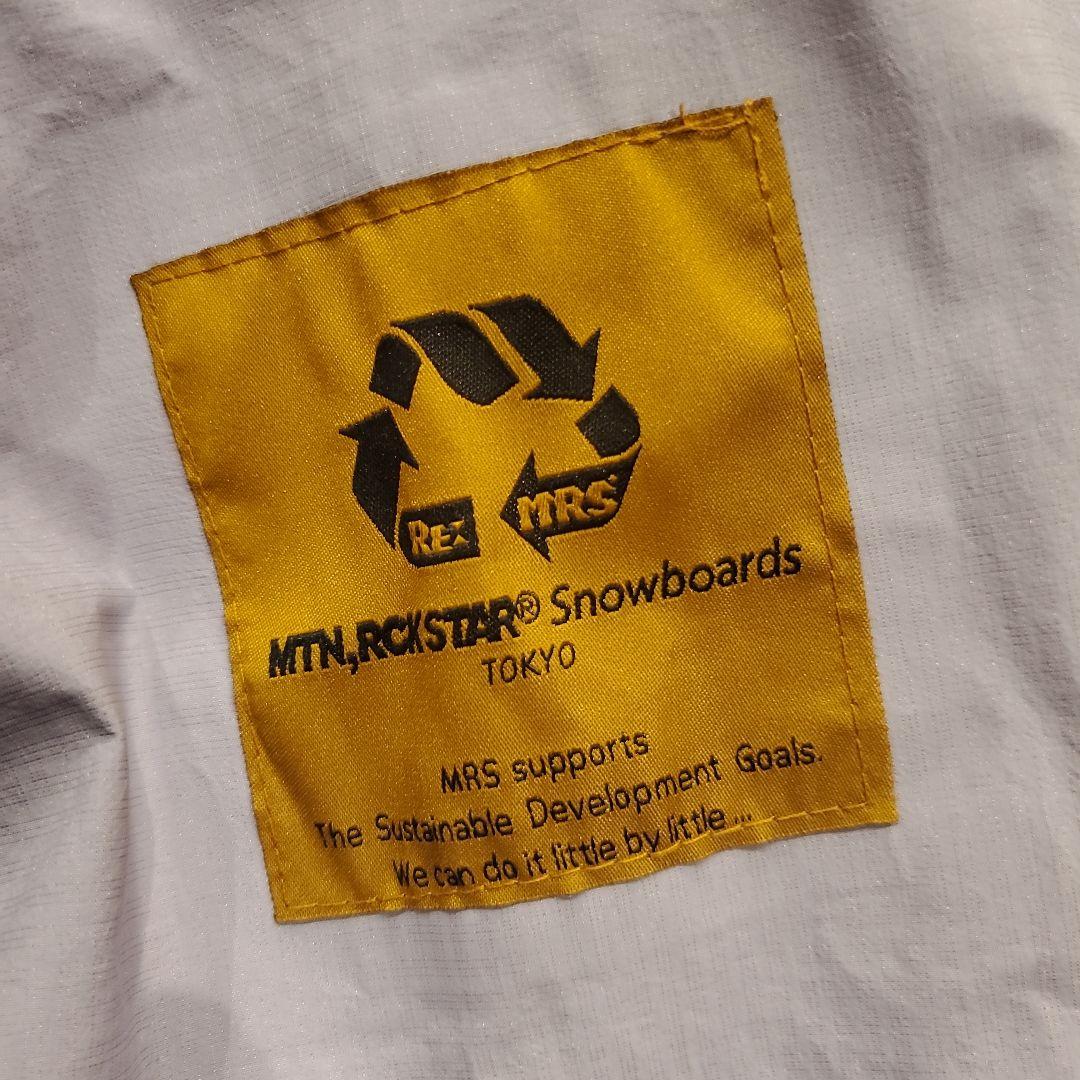 REX MRS
MTN,RCKSTAR® Snowboards
TOKYO
MRS supports
The Sustainable Development Goals.
We can do it little by little...